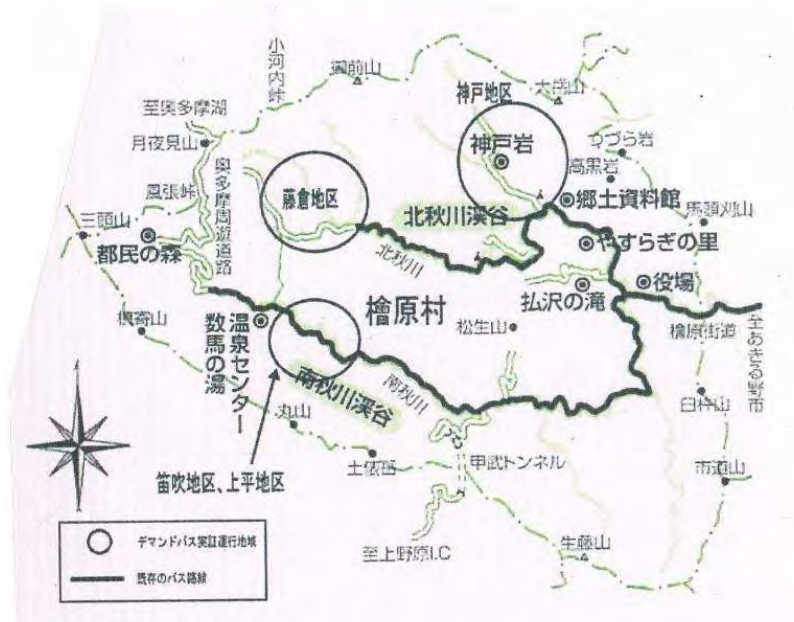 小河内峠
御前山
大岳山
至奥多摩湖
神戸地区
月夜見山
神戸岩
つづら岩
高黒岩
奥多摩周遊道路
藤倉地区
風張峠
北秋川渓谷
郷土資料館
馬頭刈山
三頭山
都民の森
北秋川
やすらぎの里
役場
払沢の滝
檜原村
槙寄山
温泉センター
数馬の湯
松生山
檜原街道
至あきる野市
南秋川渓谷
南秋川
丸山
臼杵山
笛吹地区、上平地区
土俵岳
甲武トンネル
市道山
至上野原I.C
生藤山
デマンドバス実証運行地域
既存のバス路線